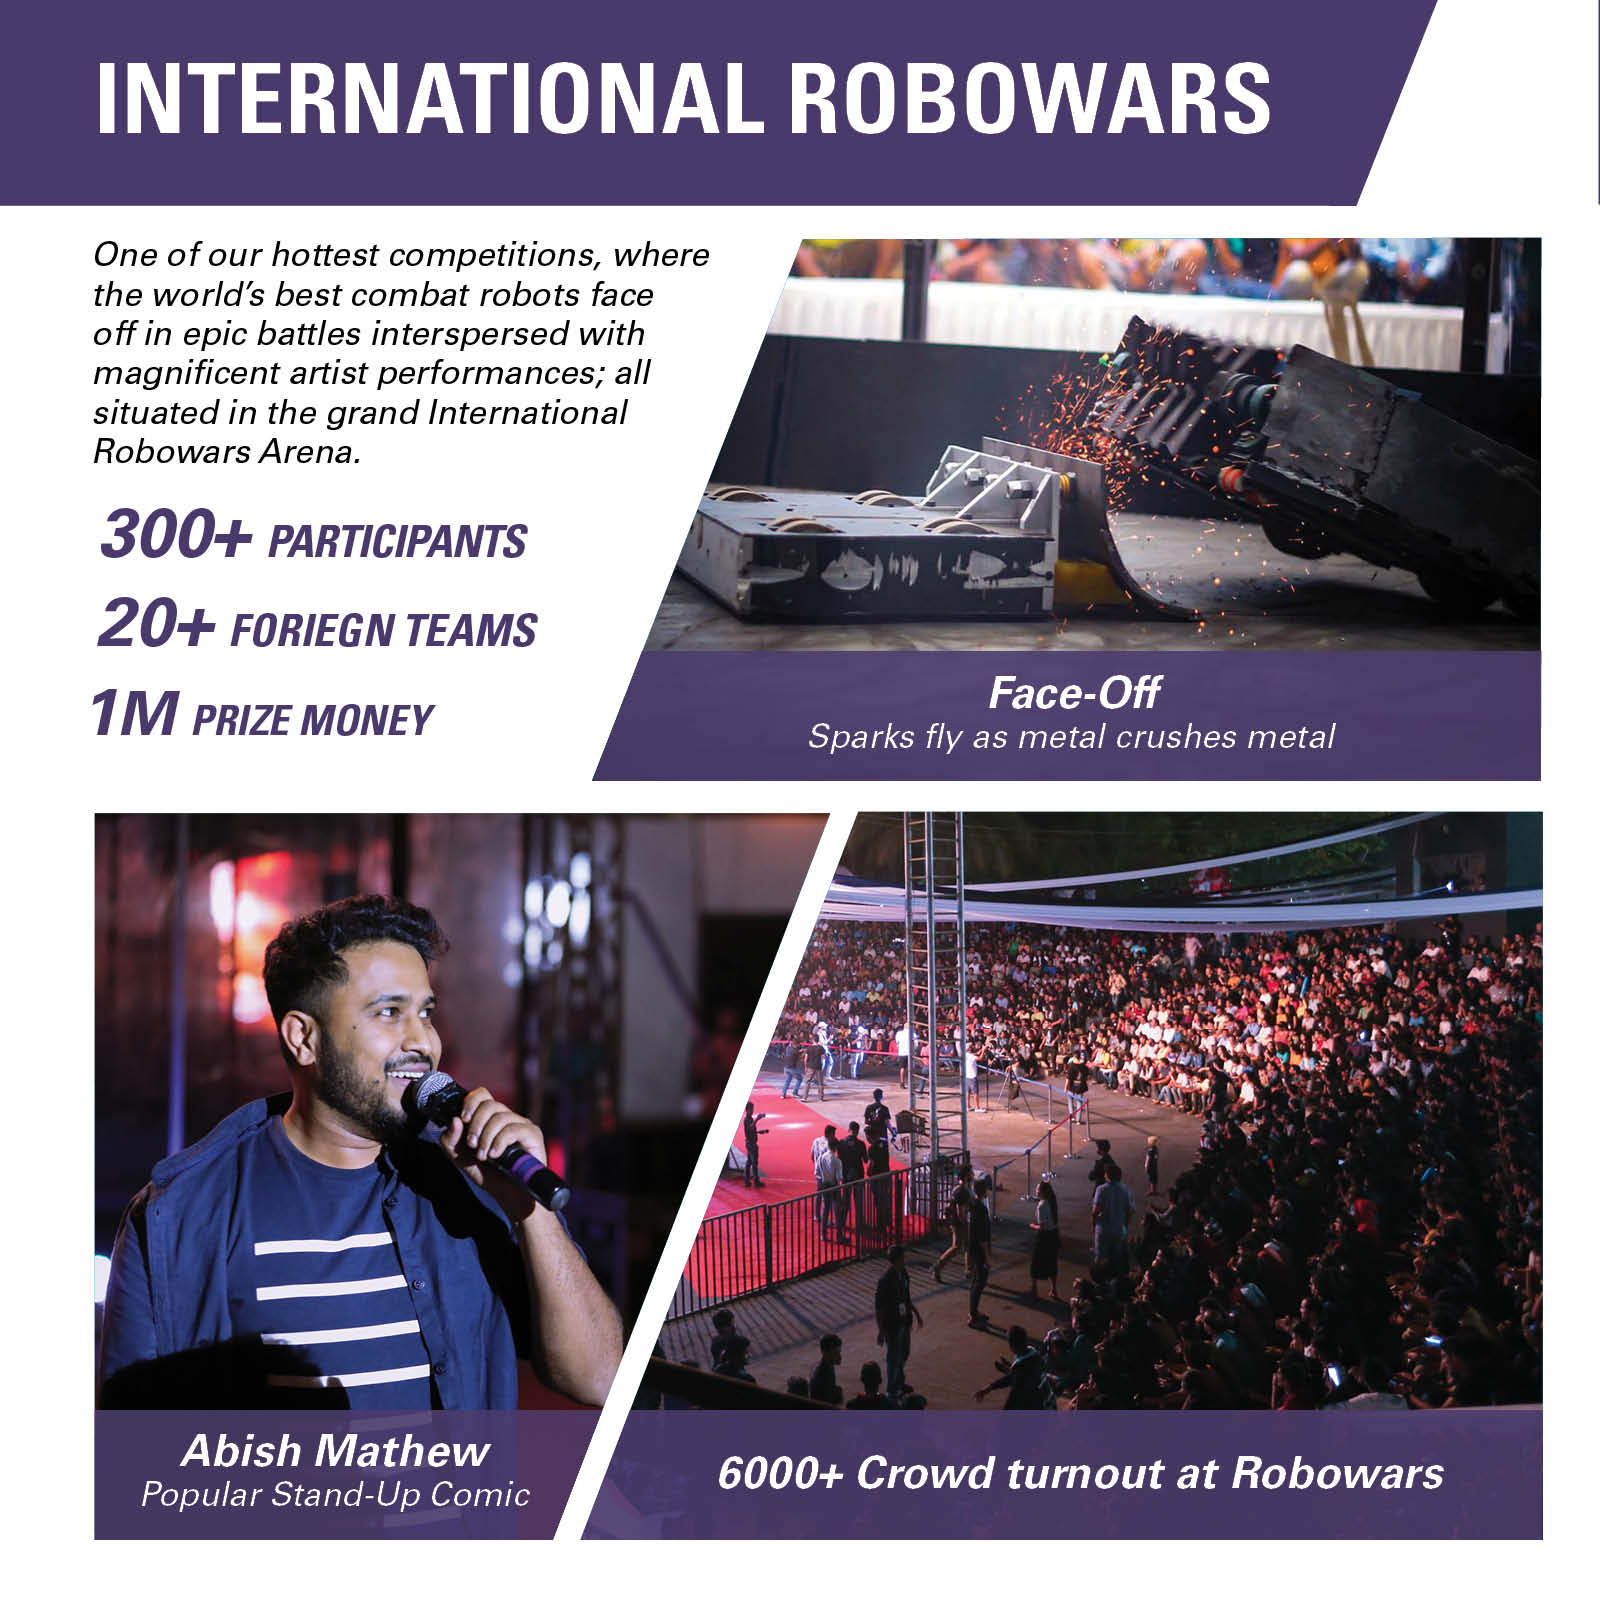 INTERNATIONAL ROBOWARS
One of our hottest competitions, where
the world's best combat robots face
off in epic battles interspersed with
magnificent artist performances; all
situated in the grand International
Robowars Arena.
300+ PARTICIPANTS
20+ FORIEGN TEAMS
1M PRIZE MONEY
Face-Off
Sparks fly as metal crushes metal
Abish Mathew
Popular Stand-Up Comic
6000+ Crowd turnout at Robowars